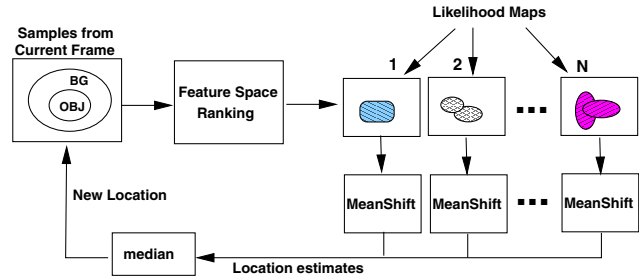 Likelihood Maps
Samples from
Current Frame
BG
OBJ
Feature Space
Ranking
1
2
N
MeanShift
MeanShift
MeanShift
New Location
median
Location estimates